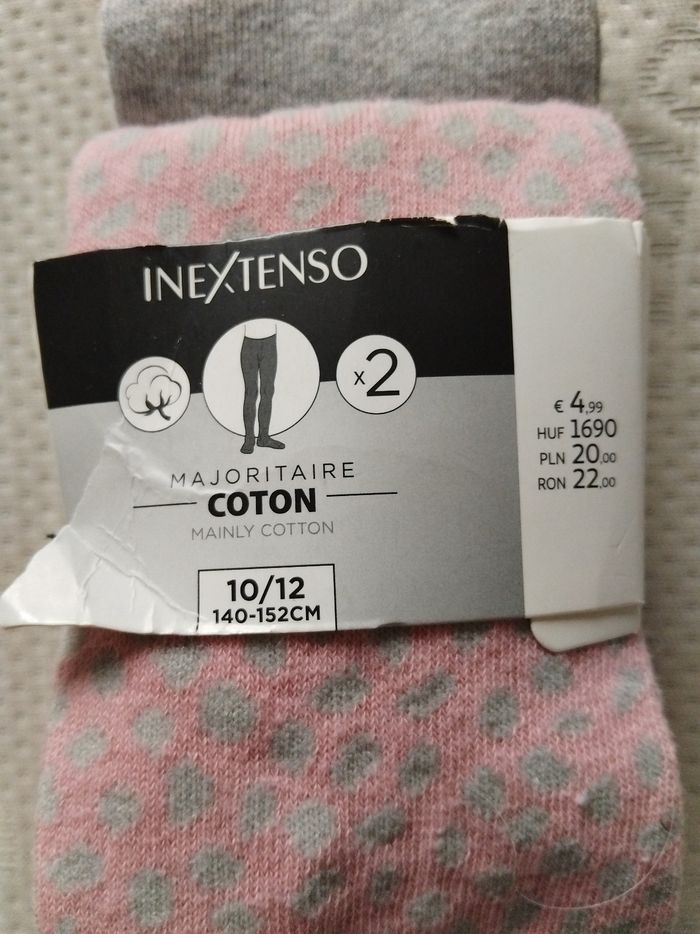 INEXTENSO
x2
MAJORITAIRE
COTON
MAINLY COTTON
10/12
140-152CM
€ 4,99
HUF 1690
PLN 20,00
RON 22,00